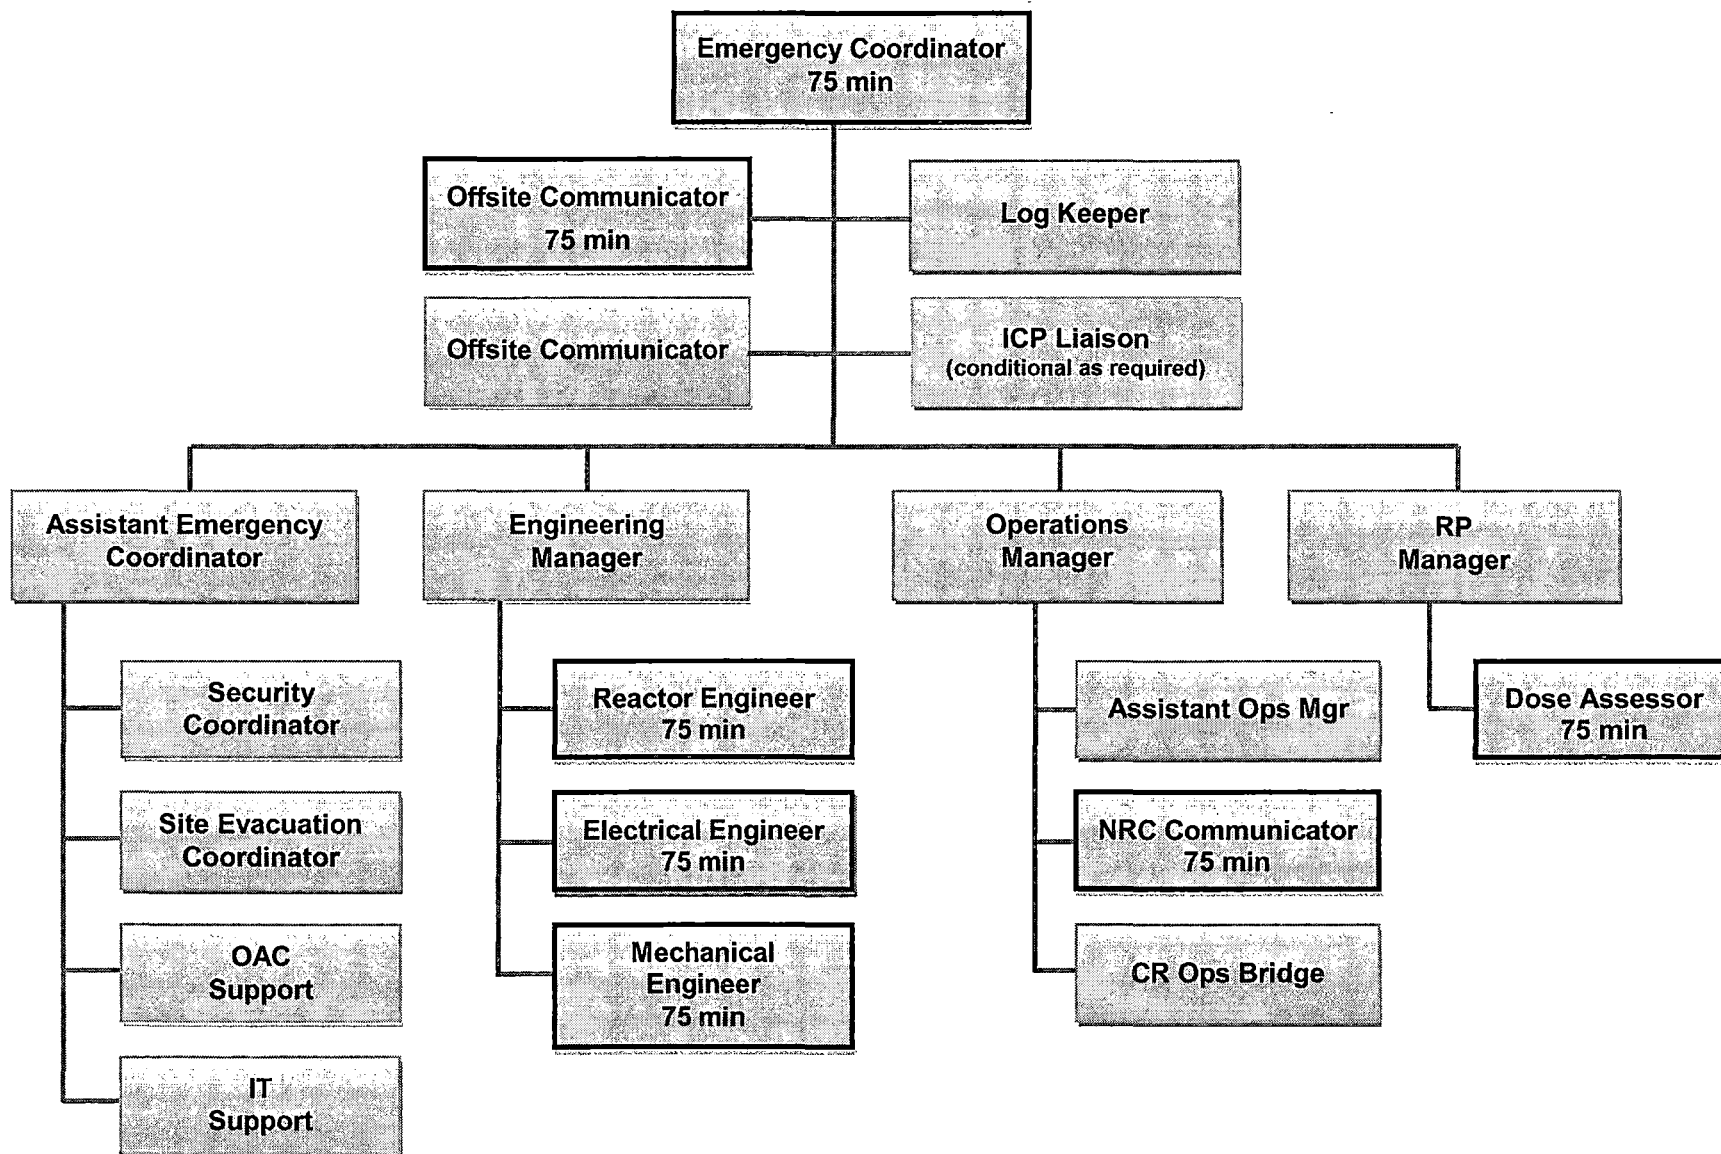 Emergency Coordinator
75 min
Offsite Communicator
75 min
Log Keeper
Offsite Communicator
ICP Liaison
(conditional as required)
Assistant Emergency
Coordinator
Engineering
Manager
Operations
Manager
RP
Manager
Security
Coordinator
Site Evacuation
Coordinator
OAC
Support
IT
Support
Reactor Engineer
75 min
Electrical Engineer
75 min
Mechanical
Engineer
75 min
Assistant Ops Mgr
NRC Communicator
75 min
CR Ops Bridge
Dose Assessor
75 min